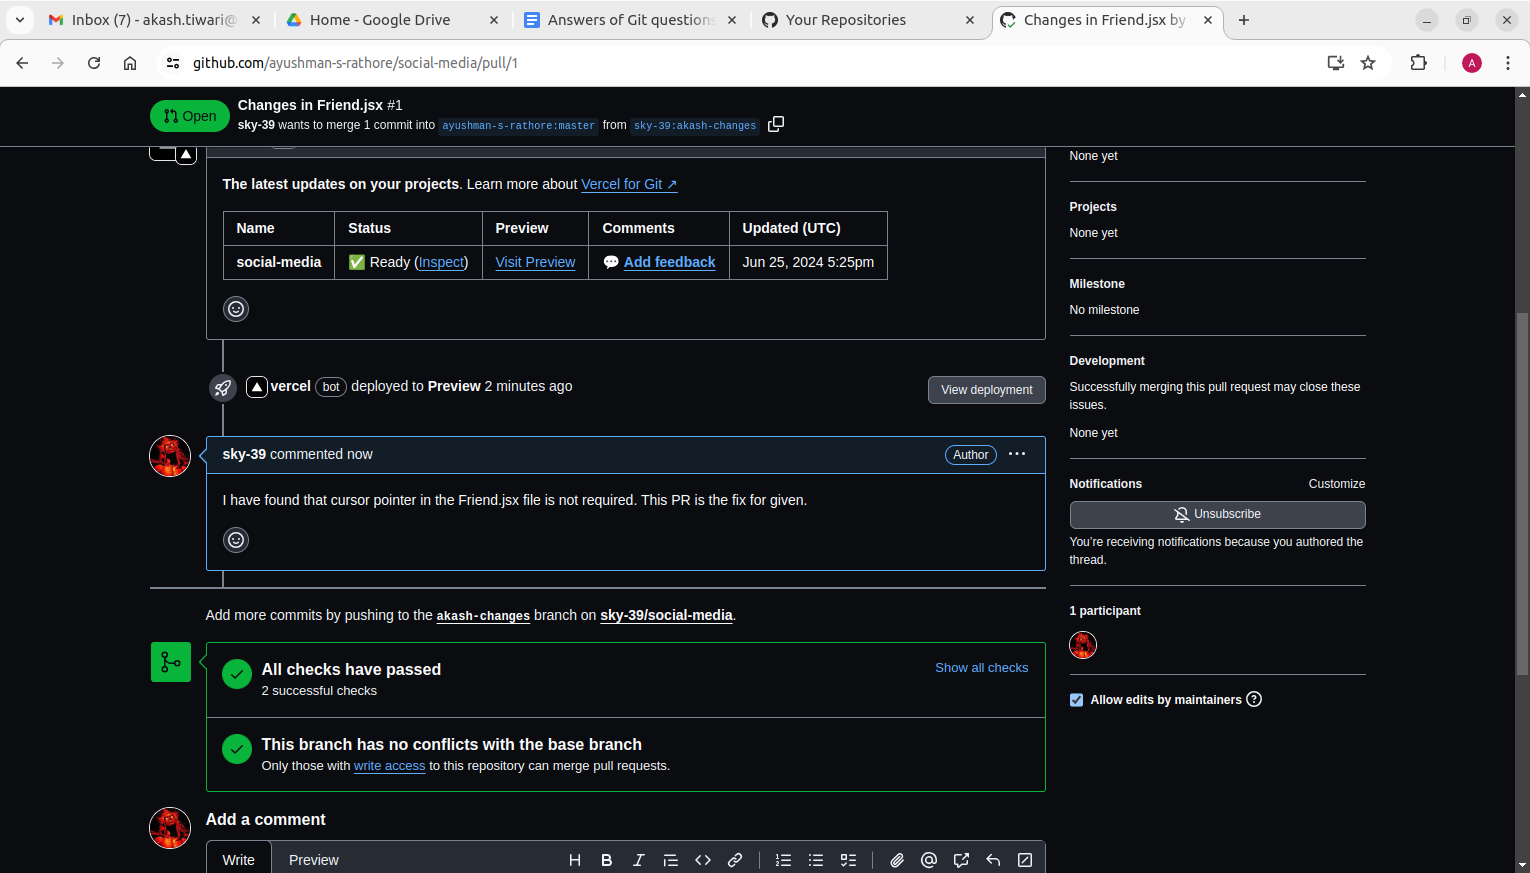 Inbox (7) - akash.tiwari@
Home - Google Drive
Answers of Git questions
Your Repositories
Changes in Friend.jsx by
github.com/ayushman-s-rathore/social-media/pull/1
A
Open
Changes in Friend.jsx #1
sky-39 wants to merge 1 commit into ayushman-s-rathore:master from sky-39:akash-changes
The latest updates on your projects. Learn more about Vercel for Git ↗
Name Status Preview Comments Updated (UTC)
social-media ✅ Ready (Inspect) Visit Preview 💬 Add feedback Jun 25, 2024 5:25pm
vercel bot deployed to Preview 2 minutes ago
View deployment
sky-39 commented now
Author
I have found that cursor pointer in the Friend.jsx file is not required. This PR is the fix for given.
Add more commits by pushing to the akash-changes branch on sky-39/social-media.
All checks have passed
2 successful checks
Show all checks
This branch has no conflicts with the base branch
Only those with write access to this repository can merge pull requests.
Add a comment
Write
Preview
H B I
None yet
Projects
None yet
Milestone
No milestone
Development
Successfully merging this pull request may close these
issues.
None yet
Notifications
Customize
Unsubscribe
You're receiving notifications because you authored the
thread.
1 participant
Allow edits by maintainers